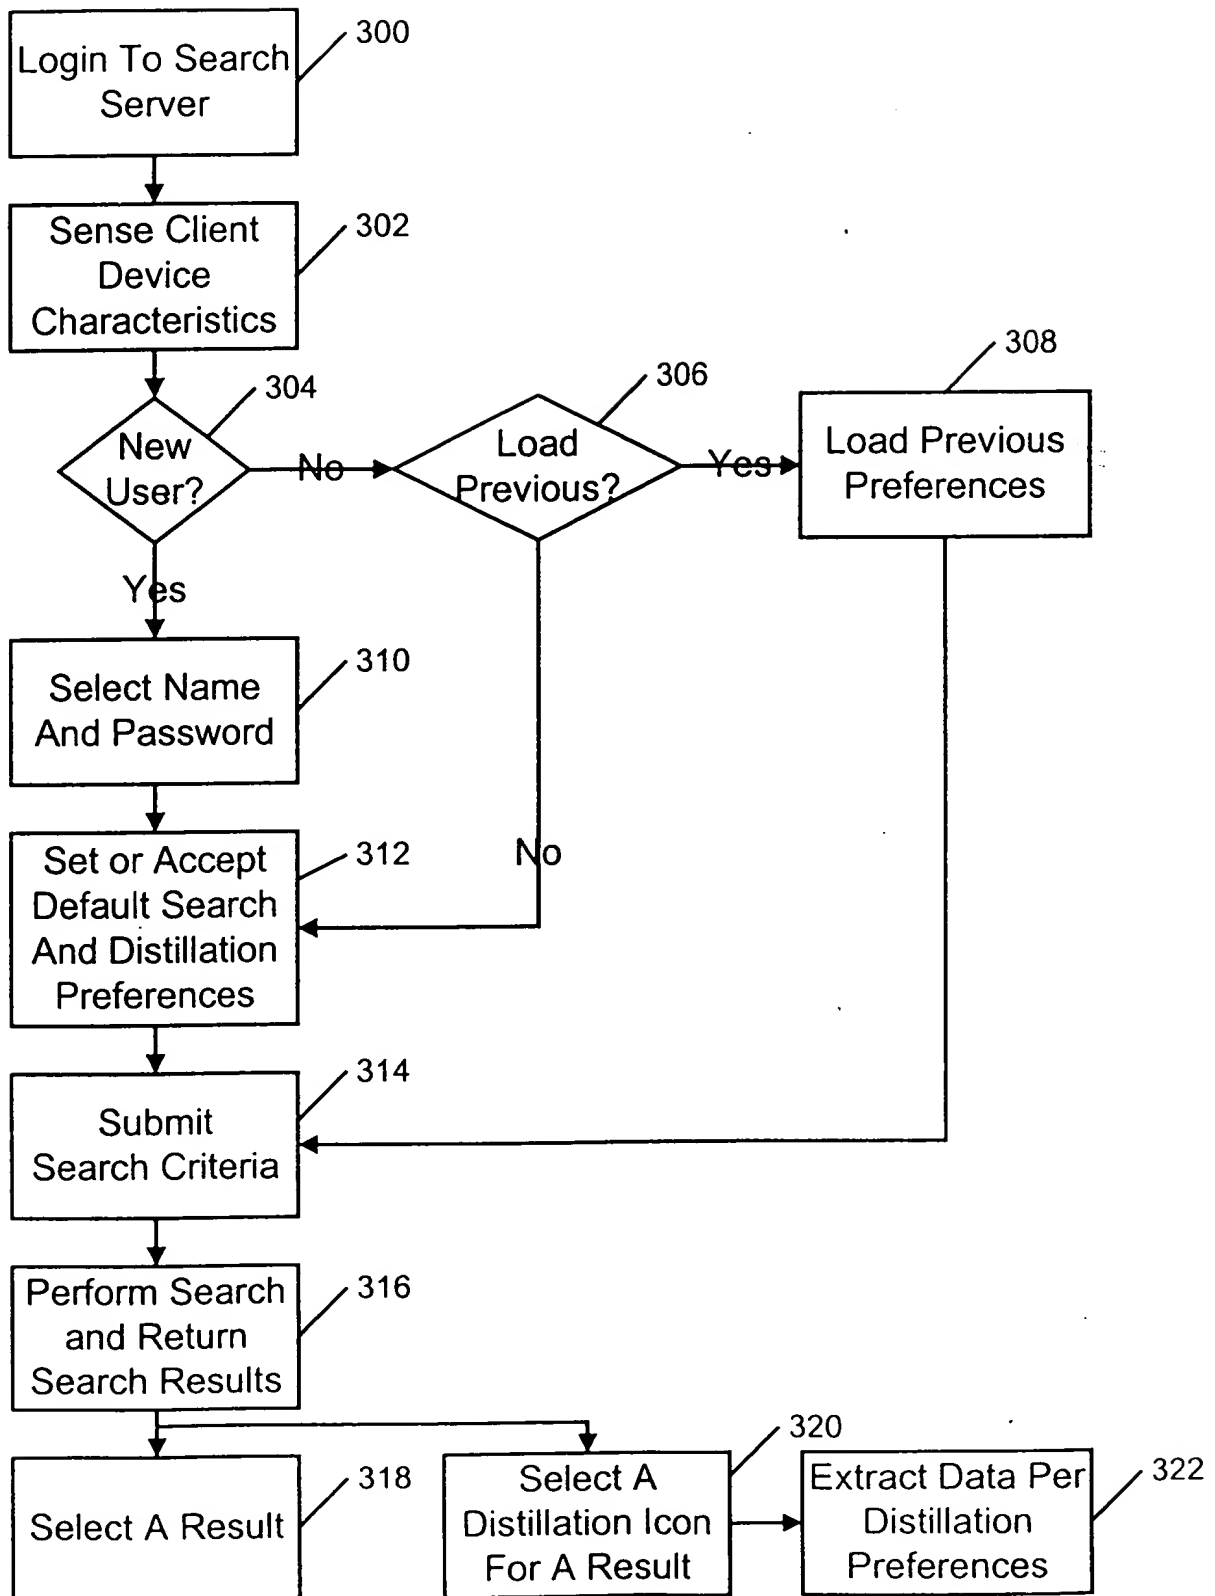 300
Login To Search
Server
302
Sense Client
Device
Characteristics
304
New
User?
No
306
Load
Previous?
Yes
308
Load Previous
Preferences
Yes
310
Select Name
And Password
312
Set or Accept
Default Search
And Distillation
Preferences
No
314
Submit
Search Criteria
316
Perform Search
and Return
Search Results
318
Select A Result
320
Select A
Distillation Icon
For A Result
322
Extract Data Per
Distillation
Preferences